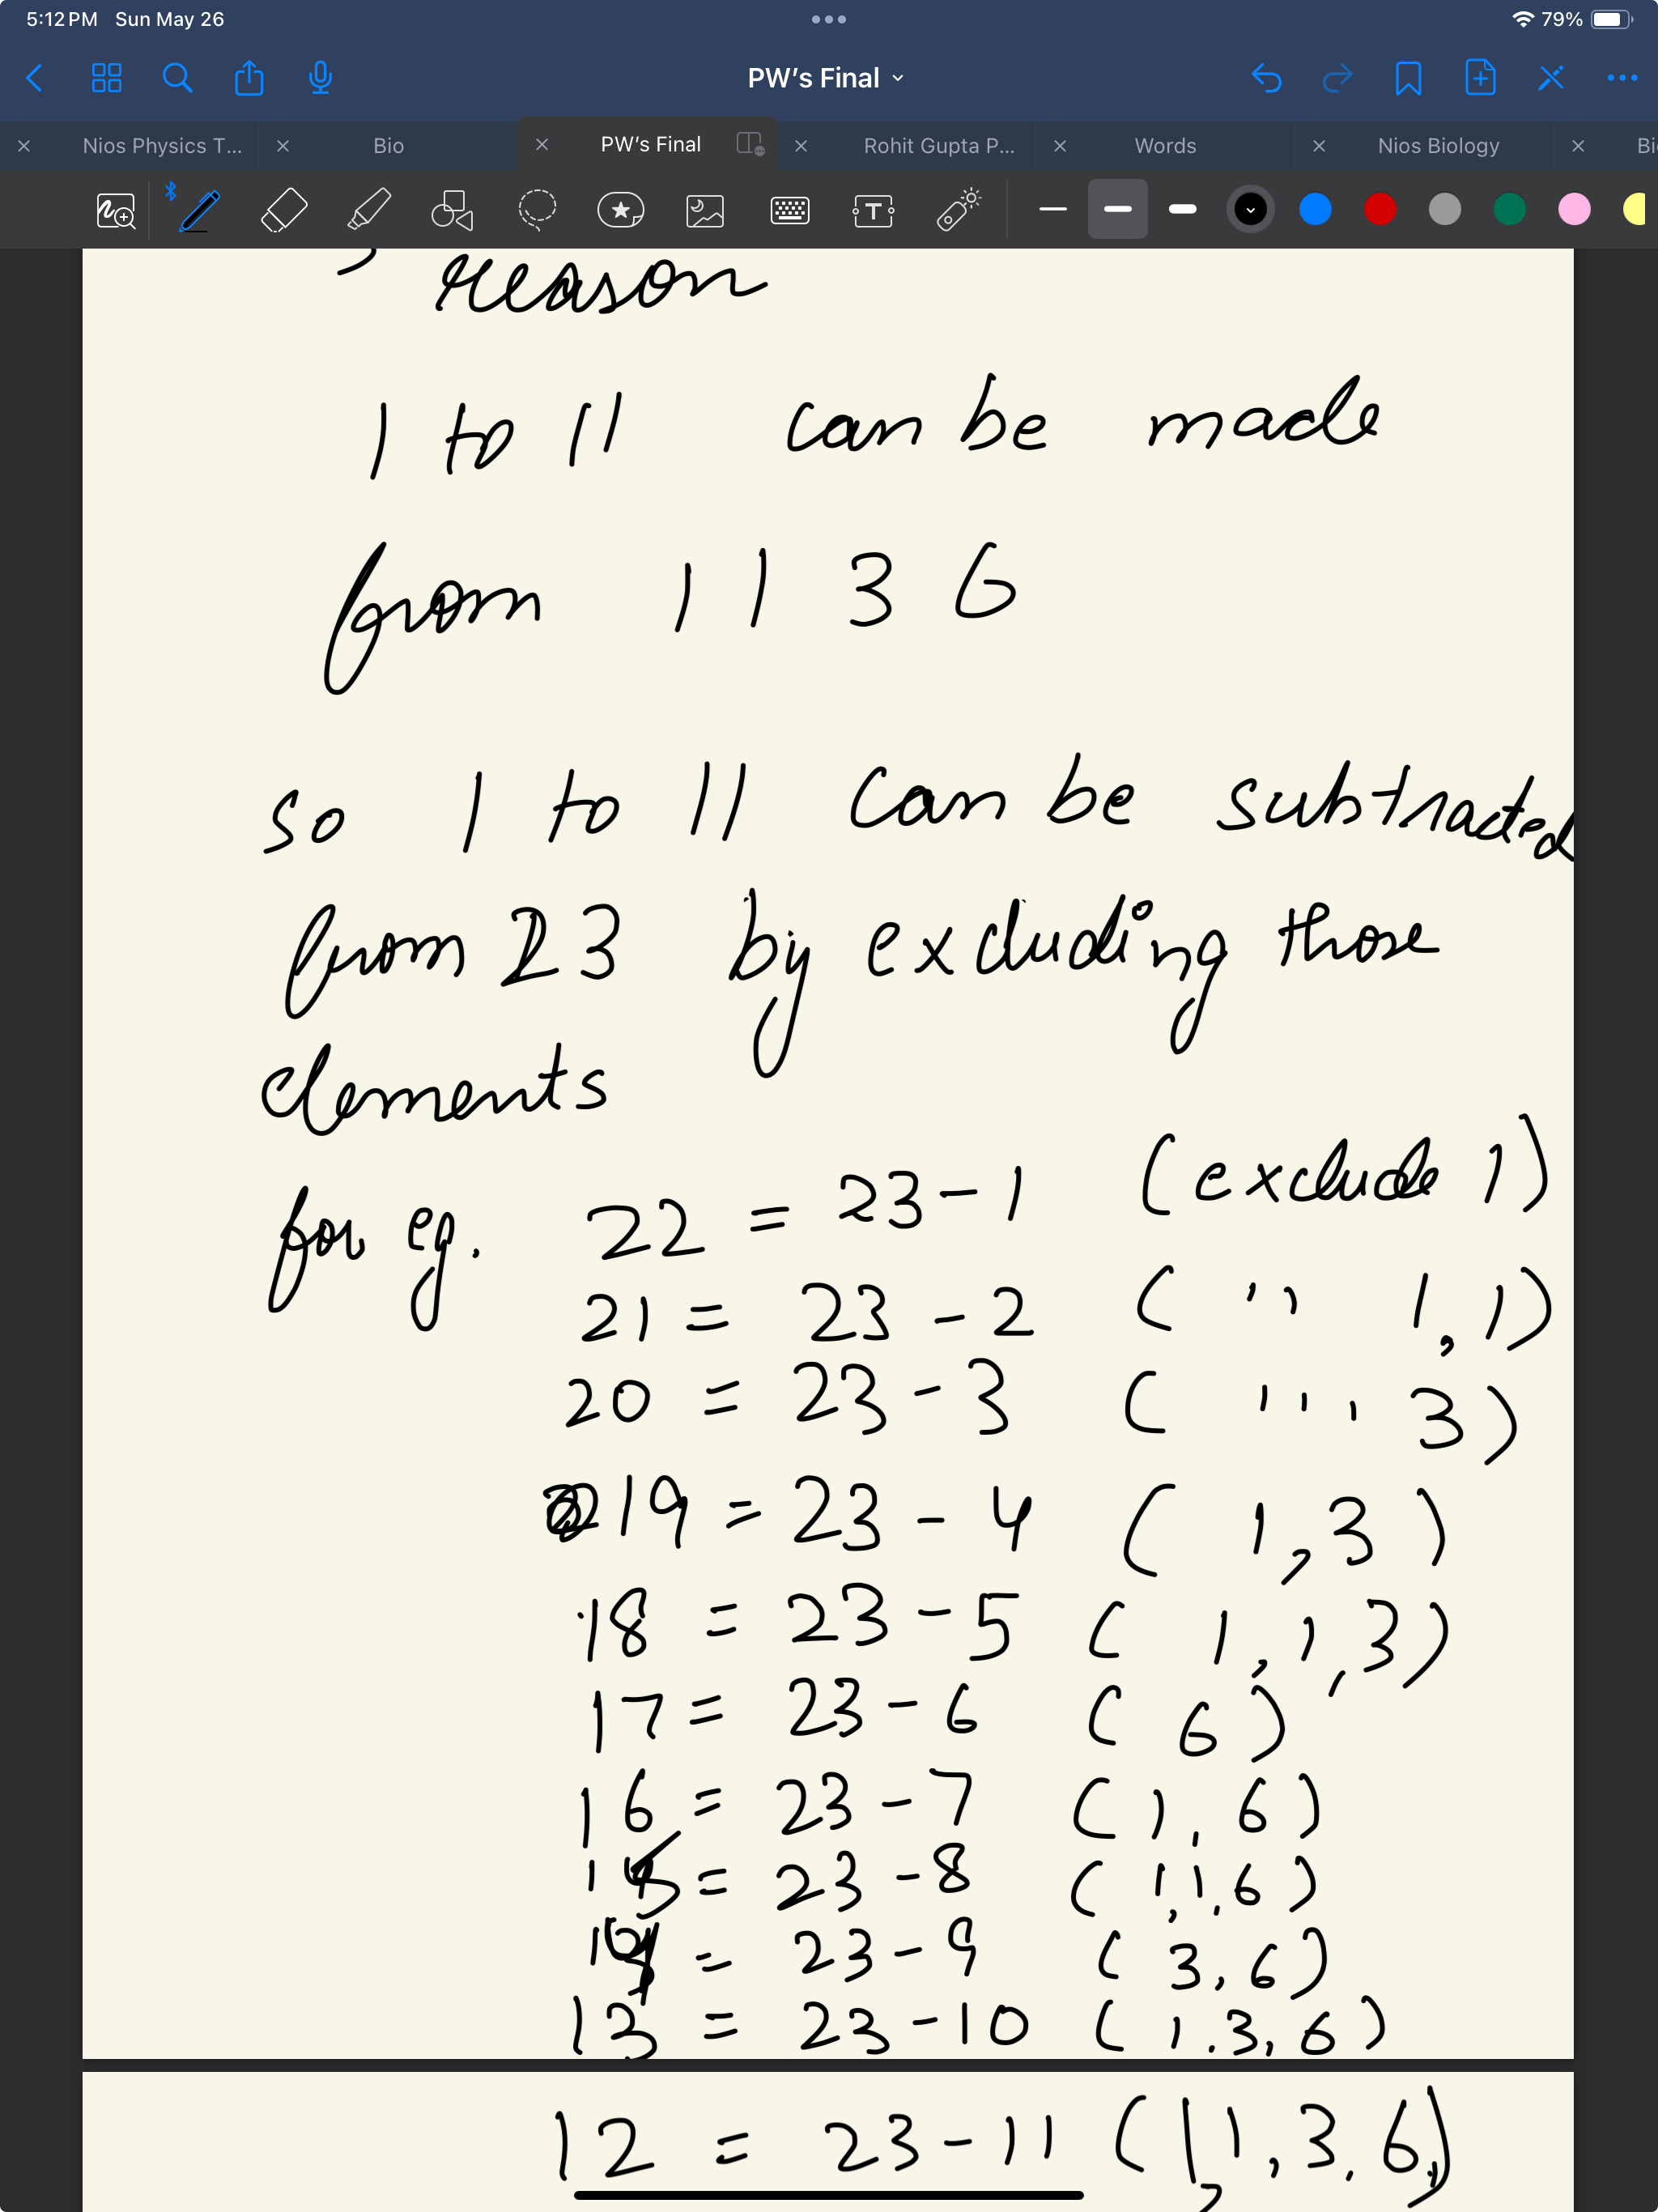 5:12 PM Sun May 26
79%
PW's Final
Nios Physics T... Bio PW's Final Rohit Gupta P... Words Nios Biology Bi
reason
1 to 11 can be made
from 1 1 3 6
so 1 to 11 can be subtracted
from 23 by excluding those
elements
for eg. 22 = 23 - 1 (exclude 1)
21 = 23 - 2 ( " 1, 1)
20 = 23 - 3 ( ''' 3)
19 = 23 - 4 ( 1, 3 )
18 = 23 - 5 ( 1, 1, 3)
17 = 23 - 6 ( 6 )
16 = 23 - 7 ( 1, 6 )
15 = 23 - 8 ( 1, 1, 6 )
14 = 23 - 9 ( 3, 6)
13 = 23 - 10 ( 1, 3, 6 )
12 = 23 - 11 ( 1, 1, 3, 6)